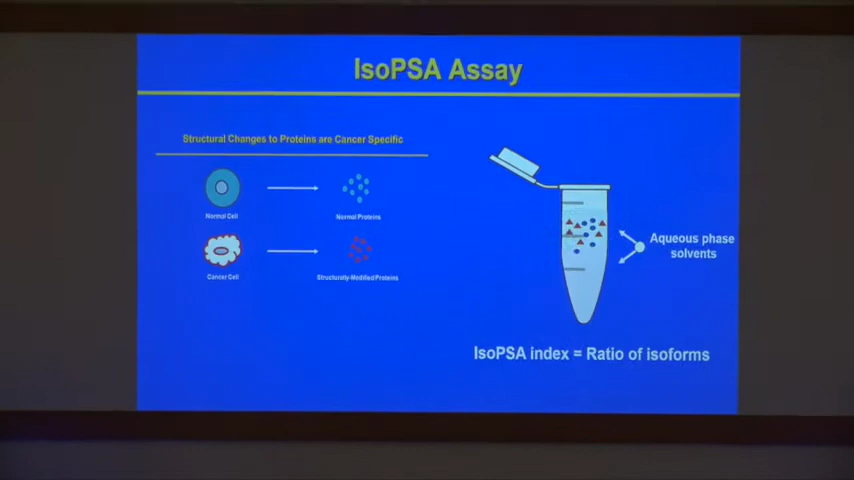 IsoPSA Assay
Structural Changes to Proteins are Cancer Specific
Normal Cell
Normal Proteins
Cancer Cell
Structurally-Modified Proteins
Aqueous phase
solvents
IsoPSA index = Ratio of isoforms